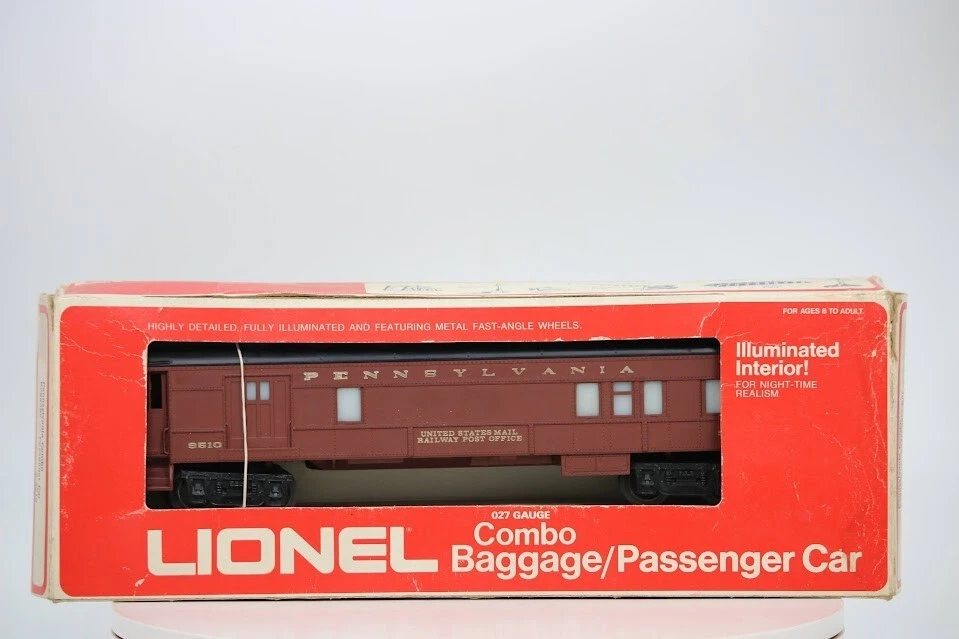 HIGHLY DETAILED, FULLY ILLUMINATED AND FEATURING METAL FAST-ANGLE WHEELS.
FOR AGES 8 TO ADULT.
Illuminated
Interior!
FOR NIGHT-TIME
REALISM
PENNSYLVANIA
9510
UNITED STATES MAIL
RAILWAY POST OFFICE
027 GAUGE
LIONEL
Combo
Baggage/Passenger Car